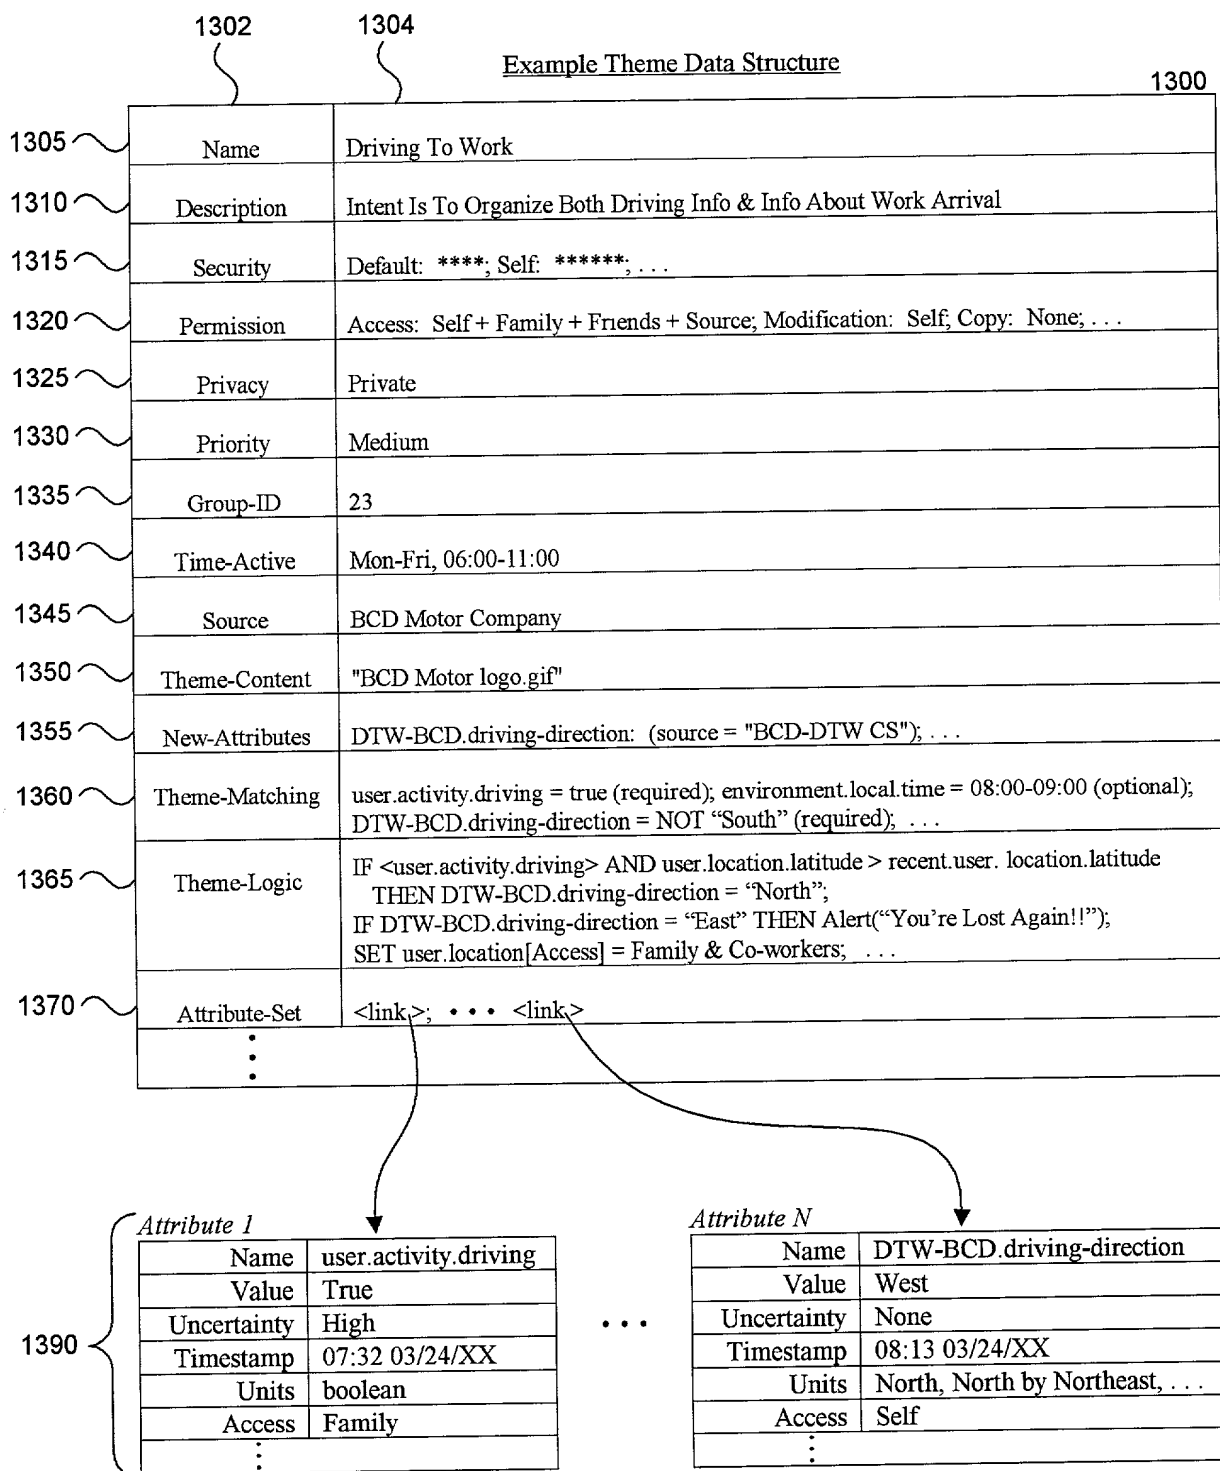 1302 1304
Example Theme Data Structure
1300
1305 Name Driving To Work
1310 Description Intent Is To Organize Both Driving Info & Info About Work Arrival
1315 Security Default: ****; Self: ******; . . .
1320 Permission Access: Self + Family + Friends + Source; Modification: Self; Copy: None; . . .
1325 Privacy Private
1330 Priority Medium
1335 Group-ID 23
1340 Time-Active Mon-Fri, 06:00-11:00
1345 Source BCD Motor Company
1350 Theme-Content "BCD Motor logo.gif"
1355 New-Attributes DTW-BCD.driving-direction: (source = "BCD-DTW CS"); . . .
1360 Theme-Matching user.activity.driving = true (required); environment.local.time = 08:00-09:00 (optional);
DTW-BCD.driving-direction = NOT “South” (required); . . .
1365 Theme-Logic IF <user.activity.driving> AND user.location.latitude > recent.user. location.latitude
THEN DTW-BCD.driving-direction = “North”;
IF DTW-BCD.driving-direction = “East” THEN Alert(“You're Lost Again!!”);
SET user.location[Access] = Family & Co-workers; . . .
1370 Attribute-Set <link>; • • • <link>
Attribute 1
Name user.activity.driving
Value True
Uncertainty High
Timestamp 07:32 03/24/XX
Units boolean
Access Family
1390
• • •
Attribute N
Name DTW-BCD.driving-direction
Value West
Uncertainty None
Timestamp 08:13 03/24/XX
Units North, North by Northeast, . . .
Access Self